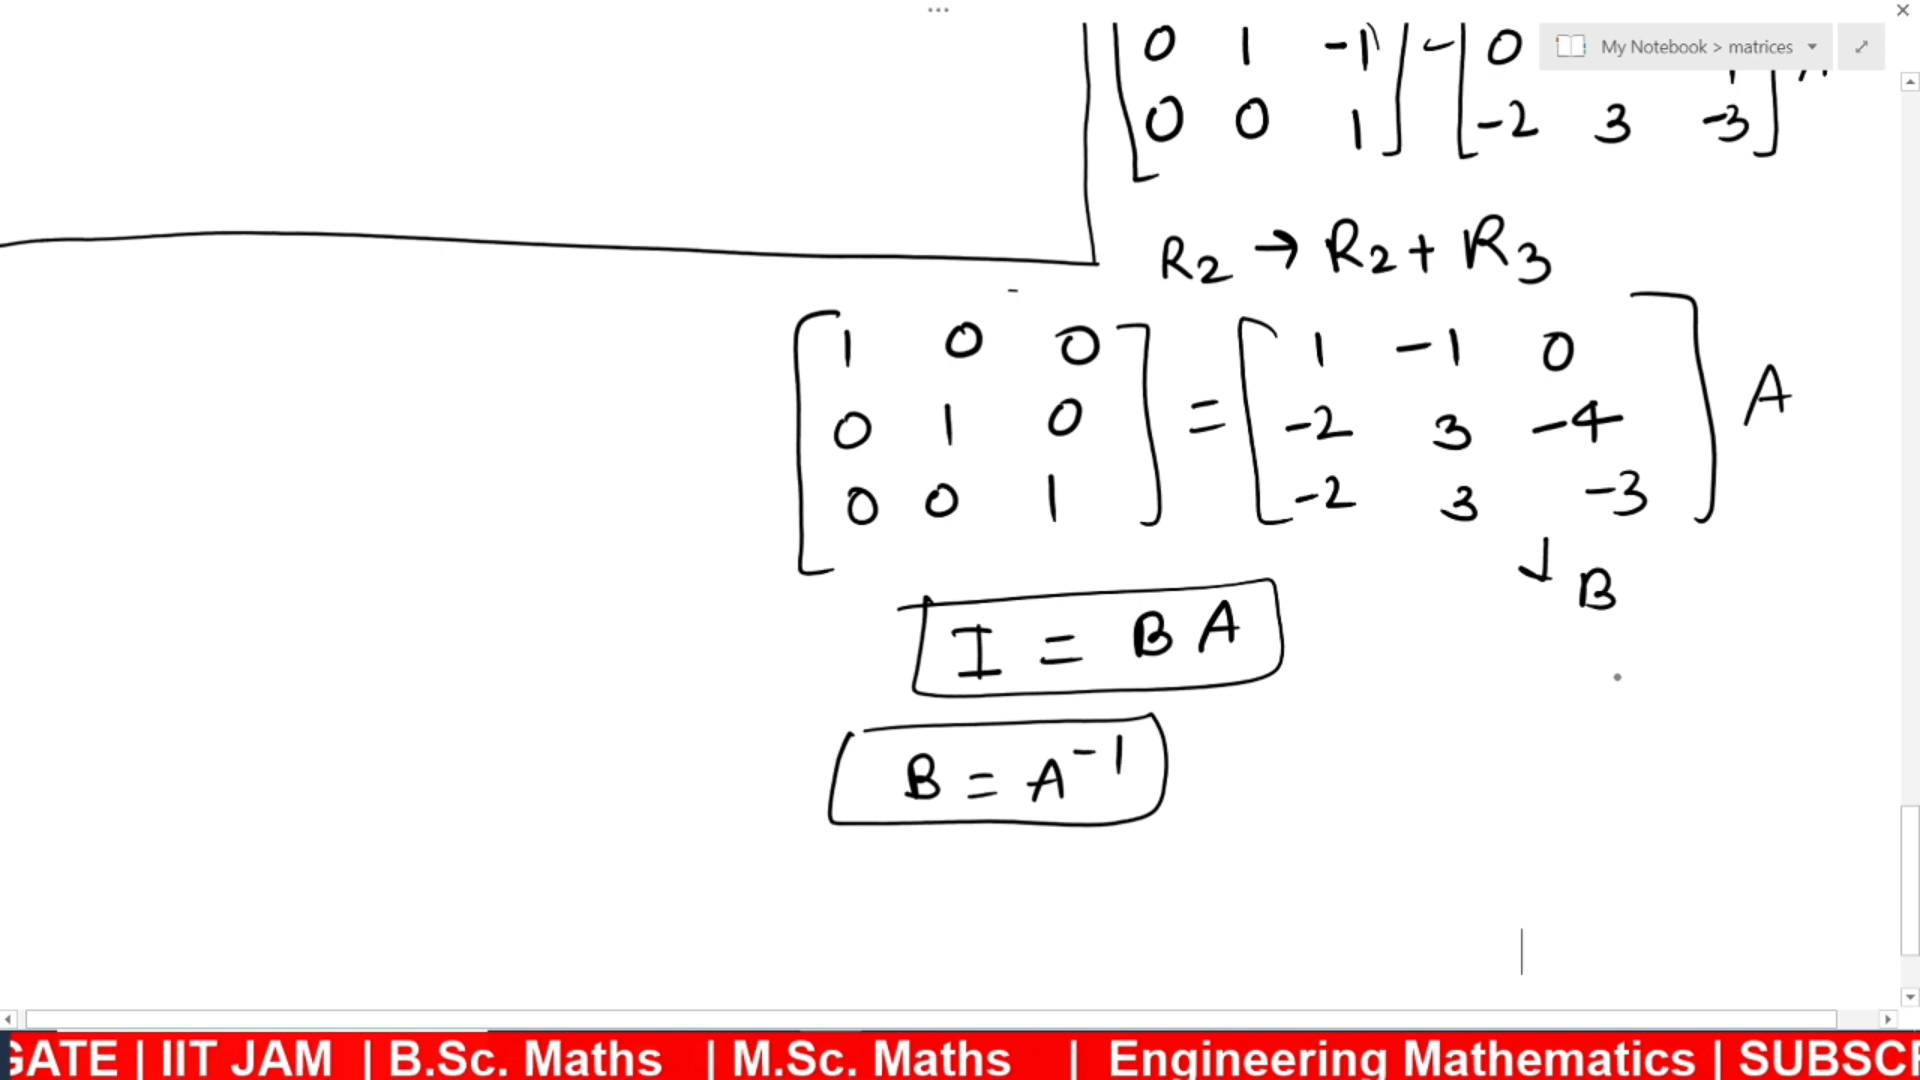 My Notebook > matrices
0 1 -1 0
0 0 1 -2 3 -3
R2 → R2 + R3
1 0 0 1 -1 0
0 1 0 = -2 3 -4 A
0 0 1 -2 3 -3
B
I = B A
B = A⁻¹
GATE | IIT JAM | B.Sc. Maths | M.Sc. Maths | Engineering Mathematics | SUBSC